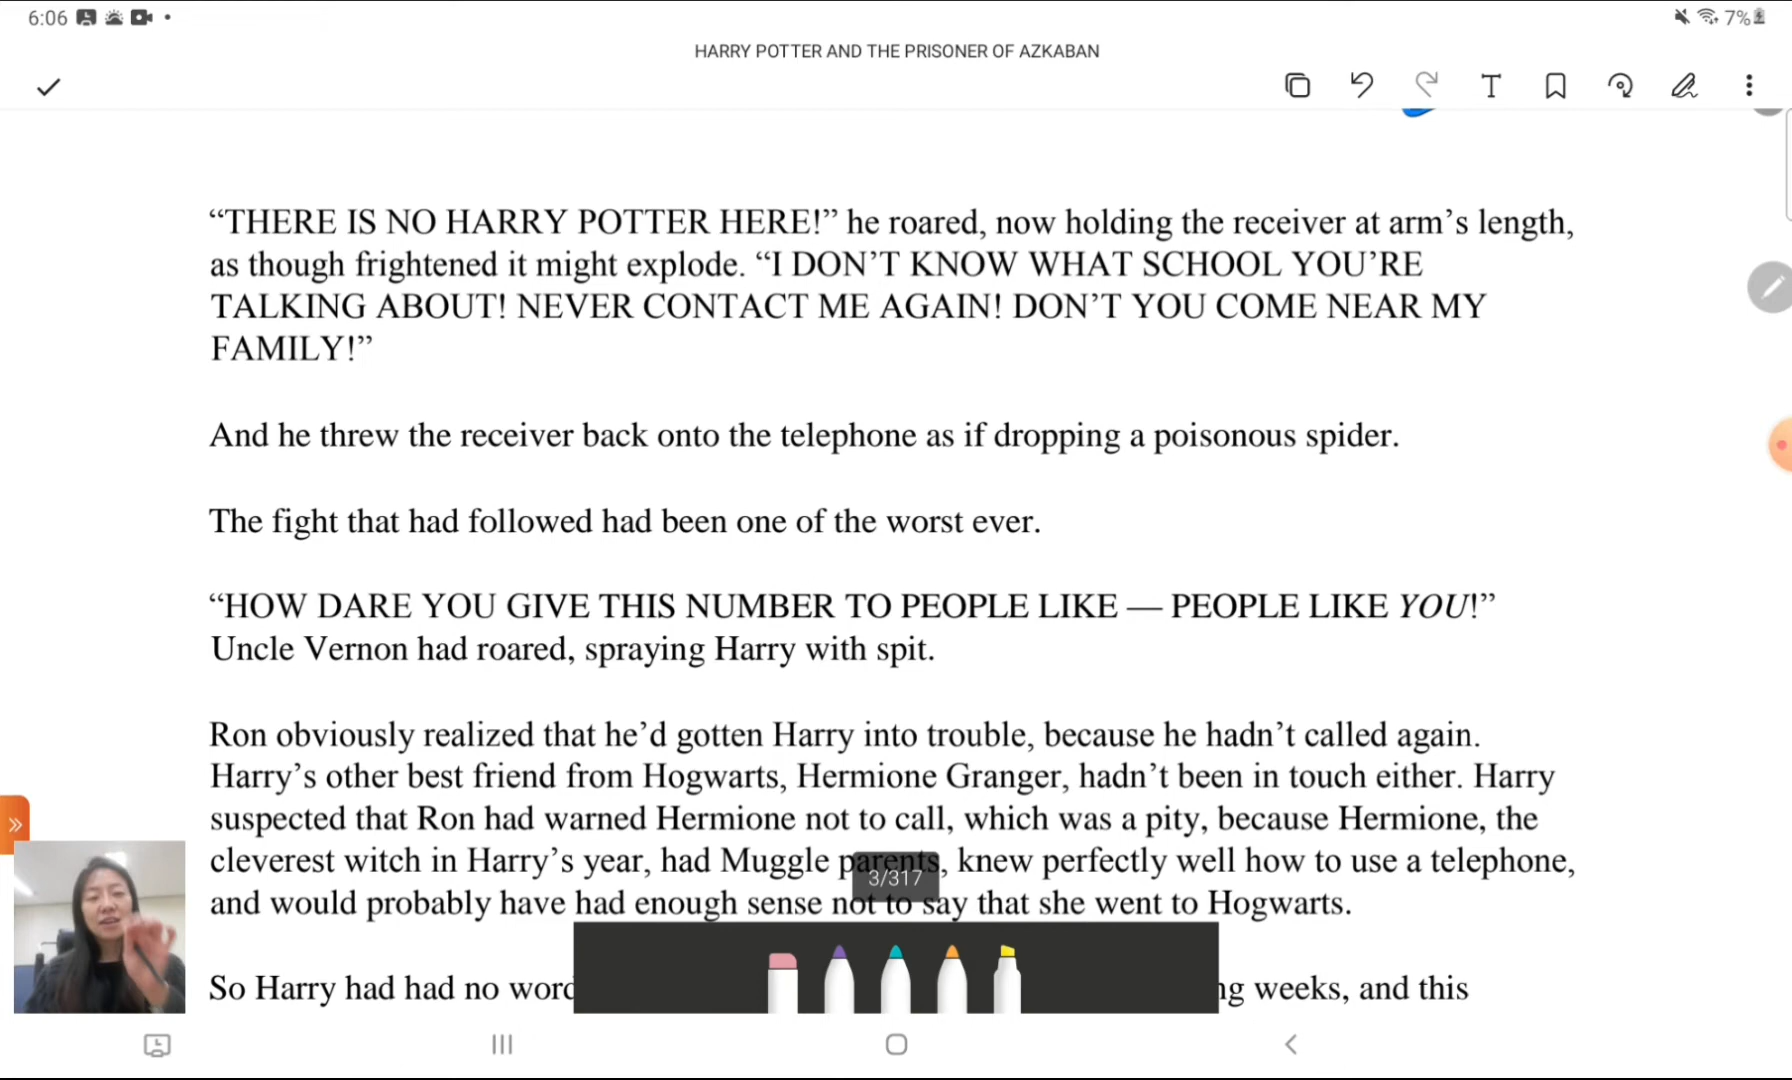 6:06
7%
HARRY POTTER AND THE PRISONER OF AZKABAN
T
“THERE IS NO HARRY POTTER HERE!” he roared, now holding the receiver at arm’s length,
as though frightened it might explode. “I DON’T KNOW WHAT SCHOOL YOU’RE
TALKING ABOUT! NEVER CONTACT ME AGAIN! DON’T YOU COME NEAR MY
FAMILY!”
And he threw the receiver back onto the telephone as if dropping a poisonous spider.
The fight that had followed had been one of the worst ever.
“HOW DARE YOU GIVE THIS NUMBER TO PEOPLE LIKE — PEOPLE LIKE YOU!”
Uncle Vernon had roared, spraying Harry with spit.
Ron obviously realized that he’d gotten Harry into trouble, because he hadn’t called again.
Harry’s other best friend from Hogwarts, Hermione Granger, hadn’t been in touch either. Harry
suspected that Ron had warned Hermione not to call, which was a pity, because Hermione, the
cleverest witch in Harry’s year, had Muggle parents, knew perfectly well how to use a telephone,
3/317
and would probably have had enough sense not to say that she went to Hogwarts.
So Harry had had no word ng weeks, and this